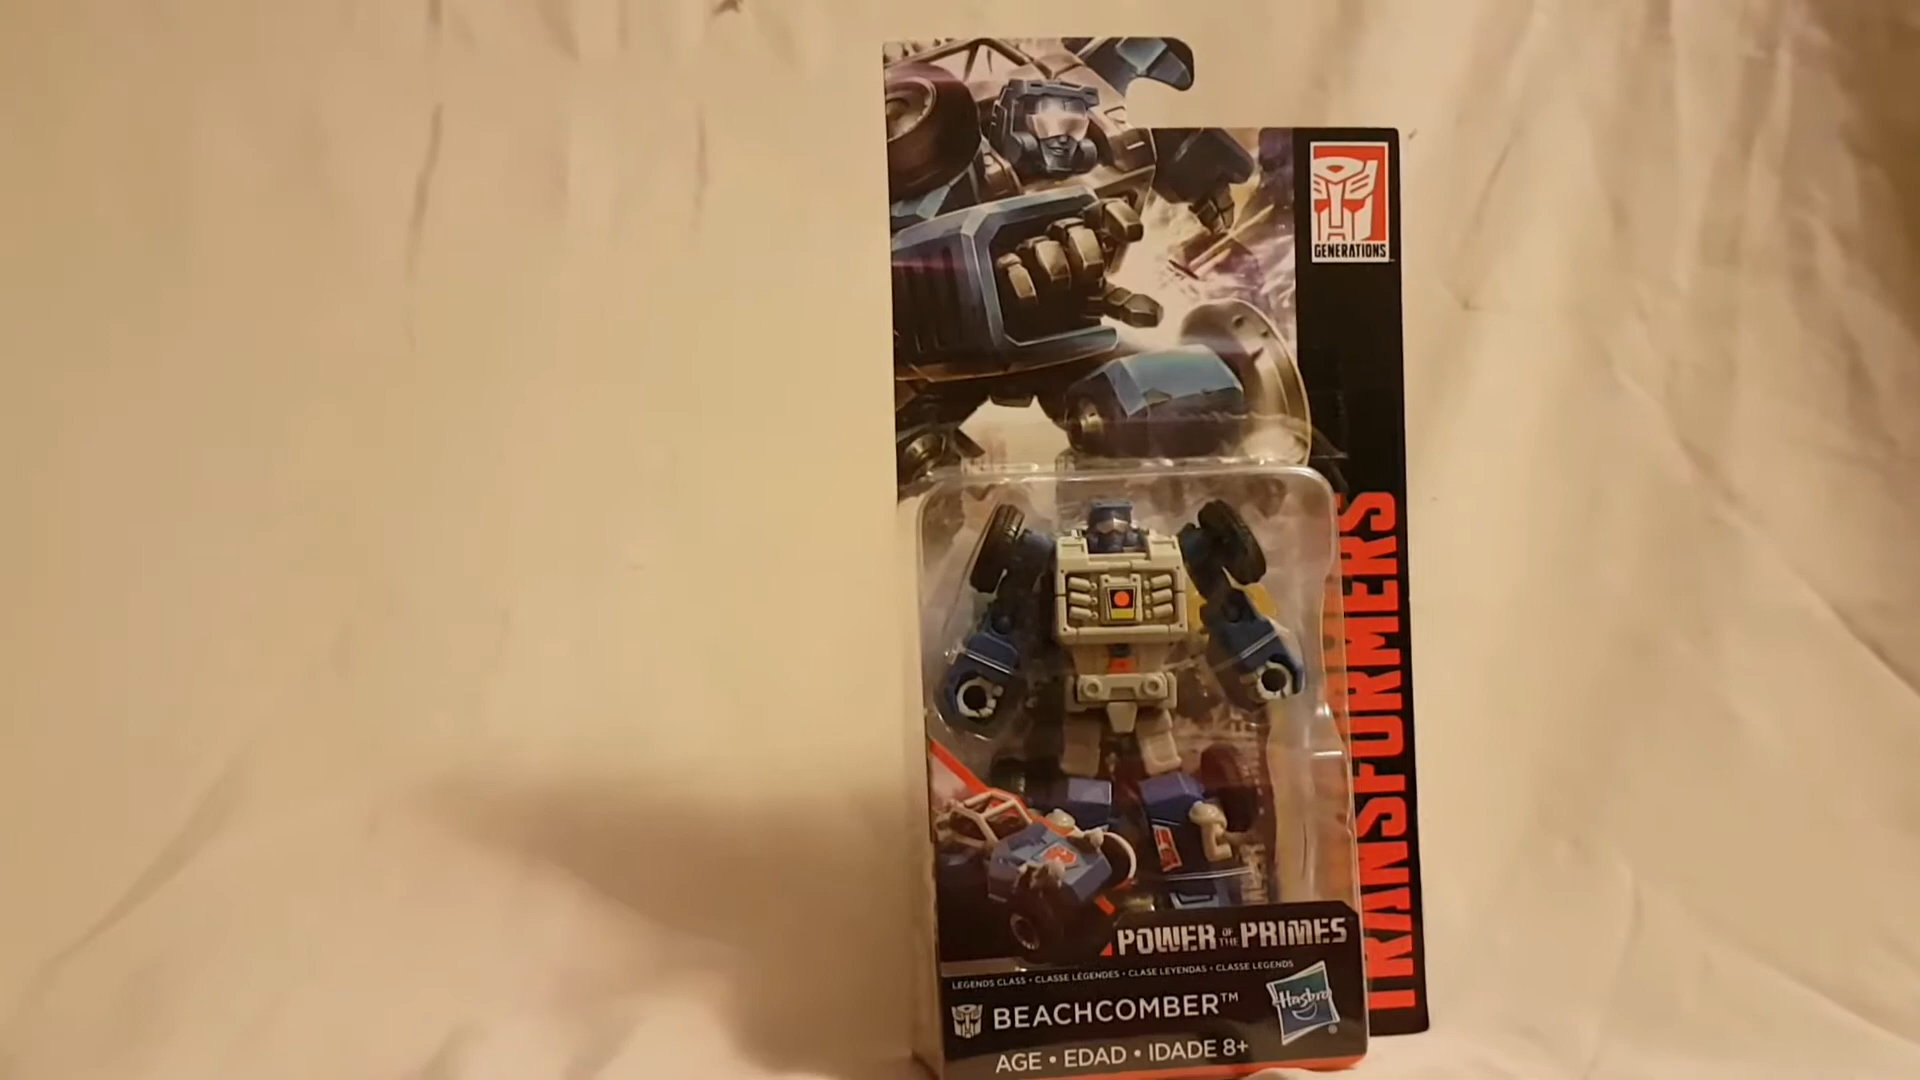 GENERATIONS
TRANSFORMERS
POWER OF THE PRIMES
LEGENDS CLASS • CLASSE LÉGENDES • CLASE LEYENDAS • CLASSE LEGENDS
BEACHCOMBER™
Hasbro®
AGE • EDAD • IDADE 8+